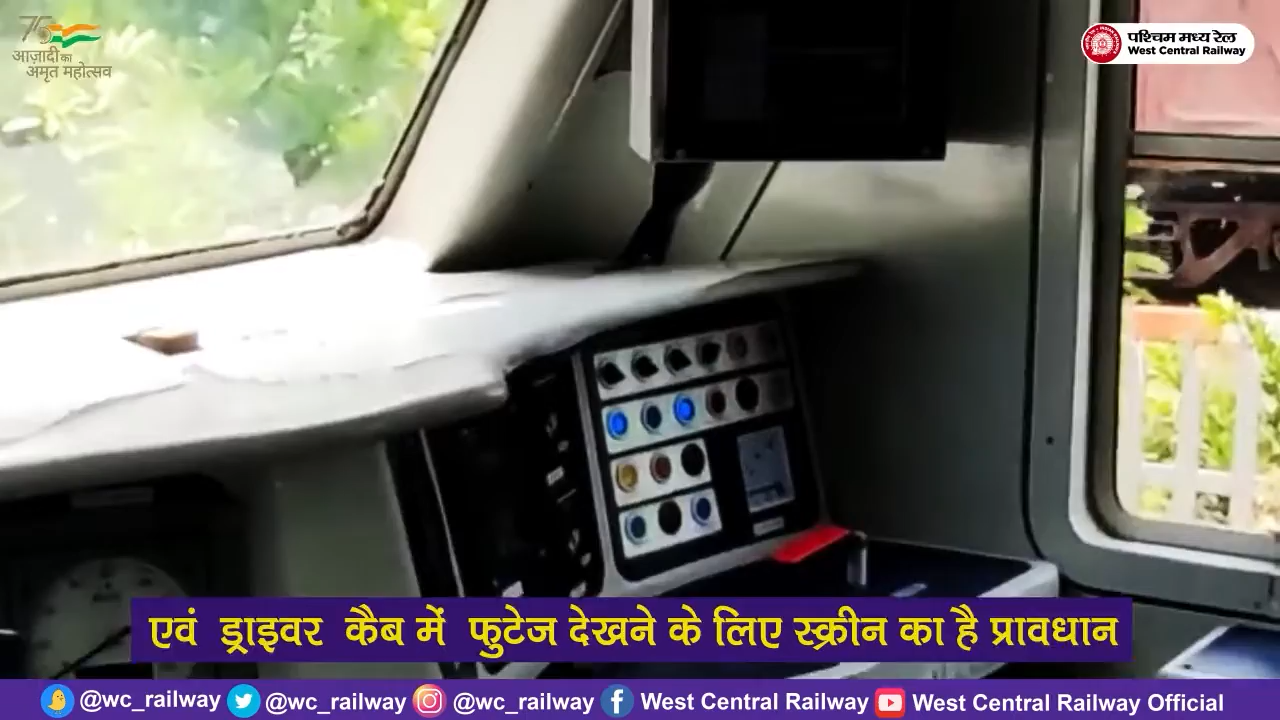 75
आज़ादी का
अमृत महोत्सव
पश्चिम मध्य रेल
West Central Railway
एवं ड्राइवर कैब में फुटेज देखने के लिए स्क्रीन का है प्रावधान
@wc_railway @wc_railway @wc_railway West Central Railway West Central Railway Official